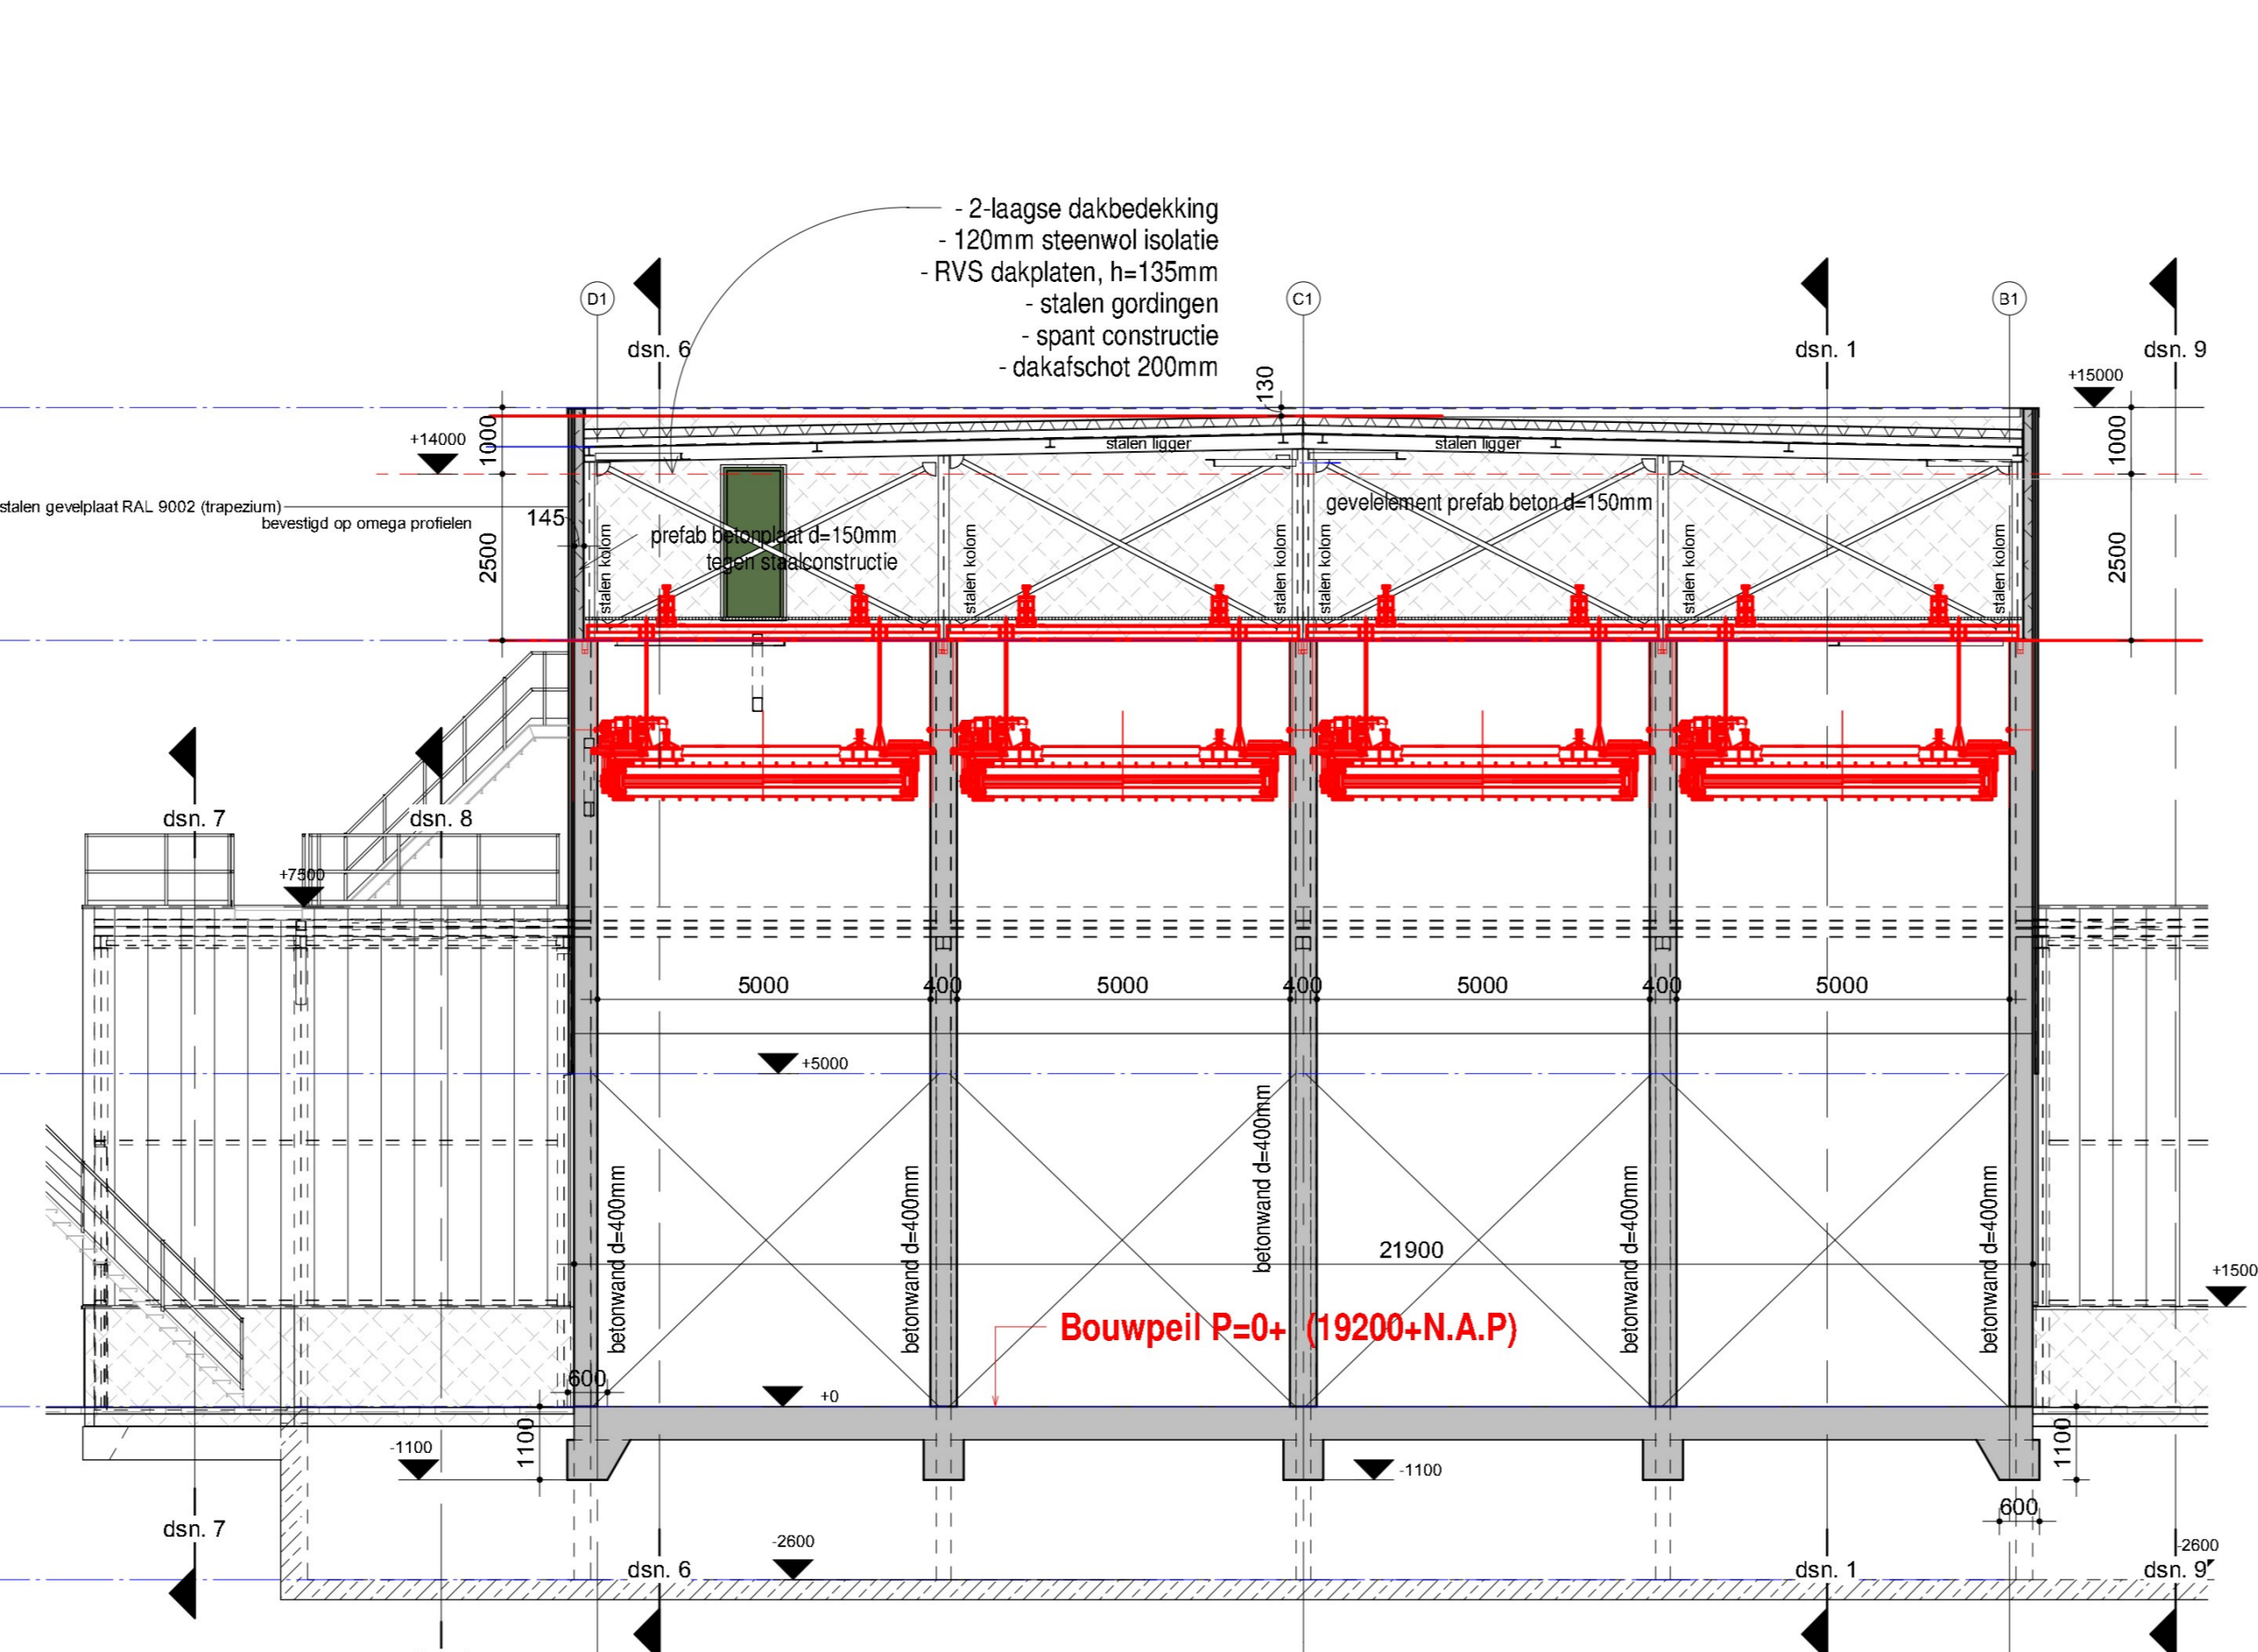 - 2-laagse dakbedekking
- 120mm steenwol isolatie
- RVS dakplaten, h=135mm
- stalen gordingen
- spant constructie
- dakafschot 200mm
D1
C1
B1
dsn. 6
dsn. 1
dsn. 9
130
+15000
+14000
1000
1000
stalen ligger
stalen ligger
stalen gevelplaat RAL 9002 (trapezium)
bevestigd op omega profielen
145
2500
2500
prefab betonplaat d=150mm
tegen staalconstructie
gevelelement prefab beton d=150mm
stalen kolom
stalen kolom
stalen kolom
stalen kolom
stalen kolom
stalen kolom
dsn. 7
dsn. 8
+7500
5000
400
5000
400
5000
400
5000
+5000
betonwand d=400mm
betonwand d=400mm
betonwand d=400mm
betonwand d=400mm
betonwand d=400mm
21900
+1500
Bouwpeil P=0+ (19200+N.A.P)
600
+0
1100
-1100
-1100
1100
600
dsn. 7
-2600
-2600
dsn. 6
dsn. 1
dsn. 9